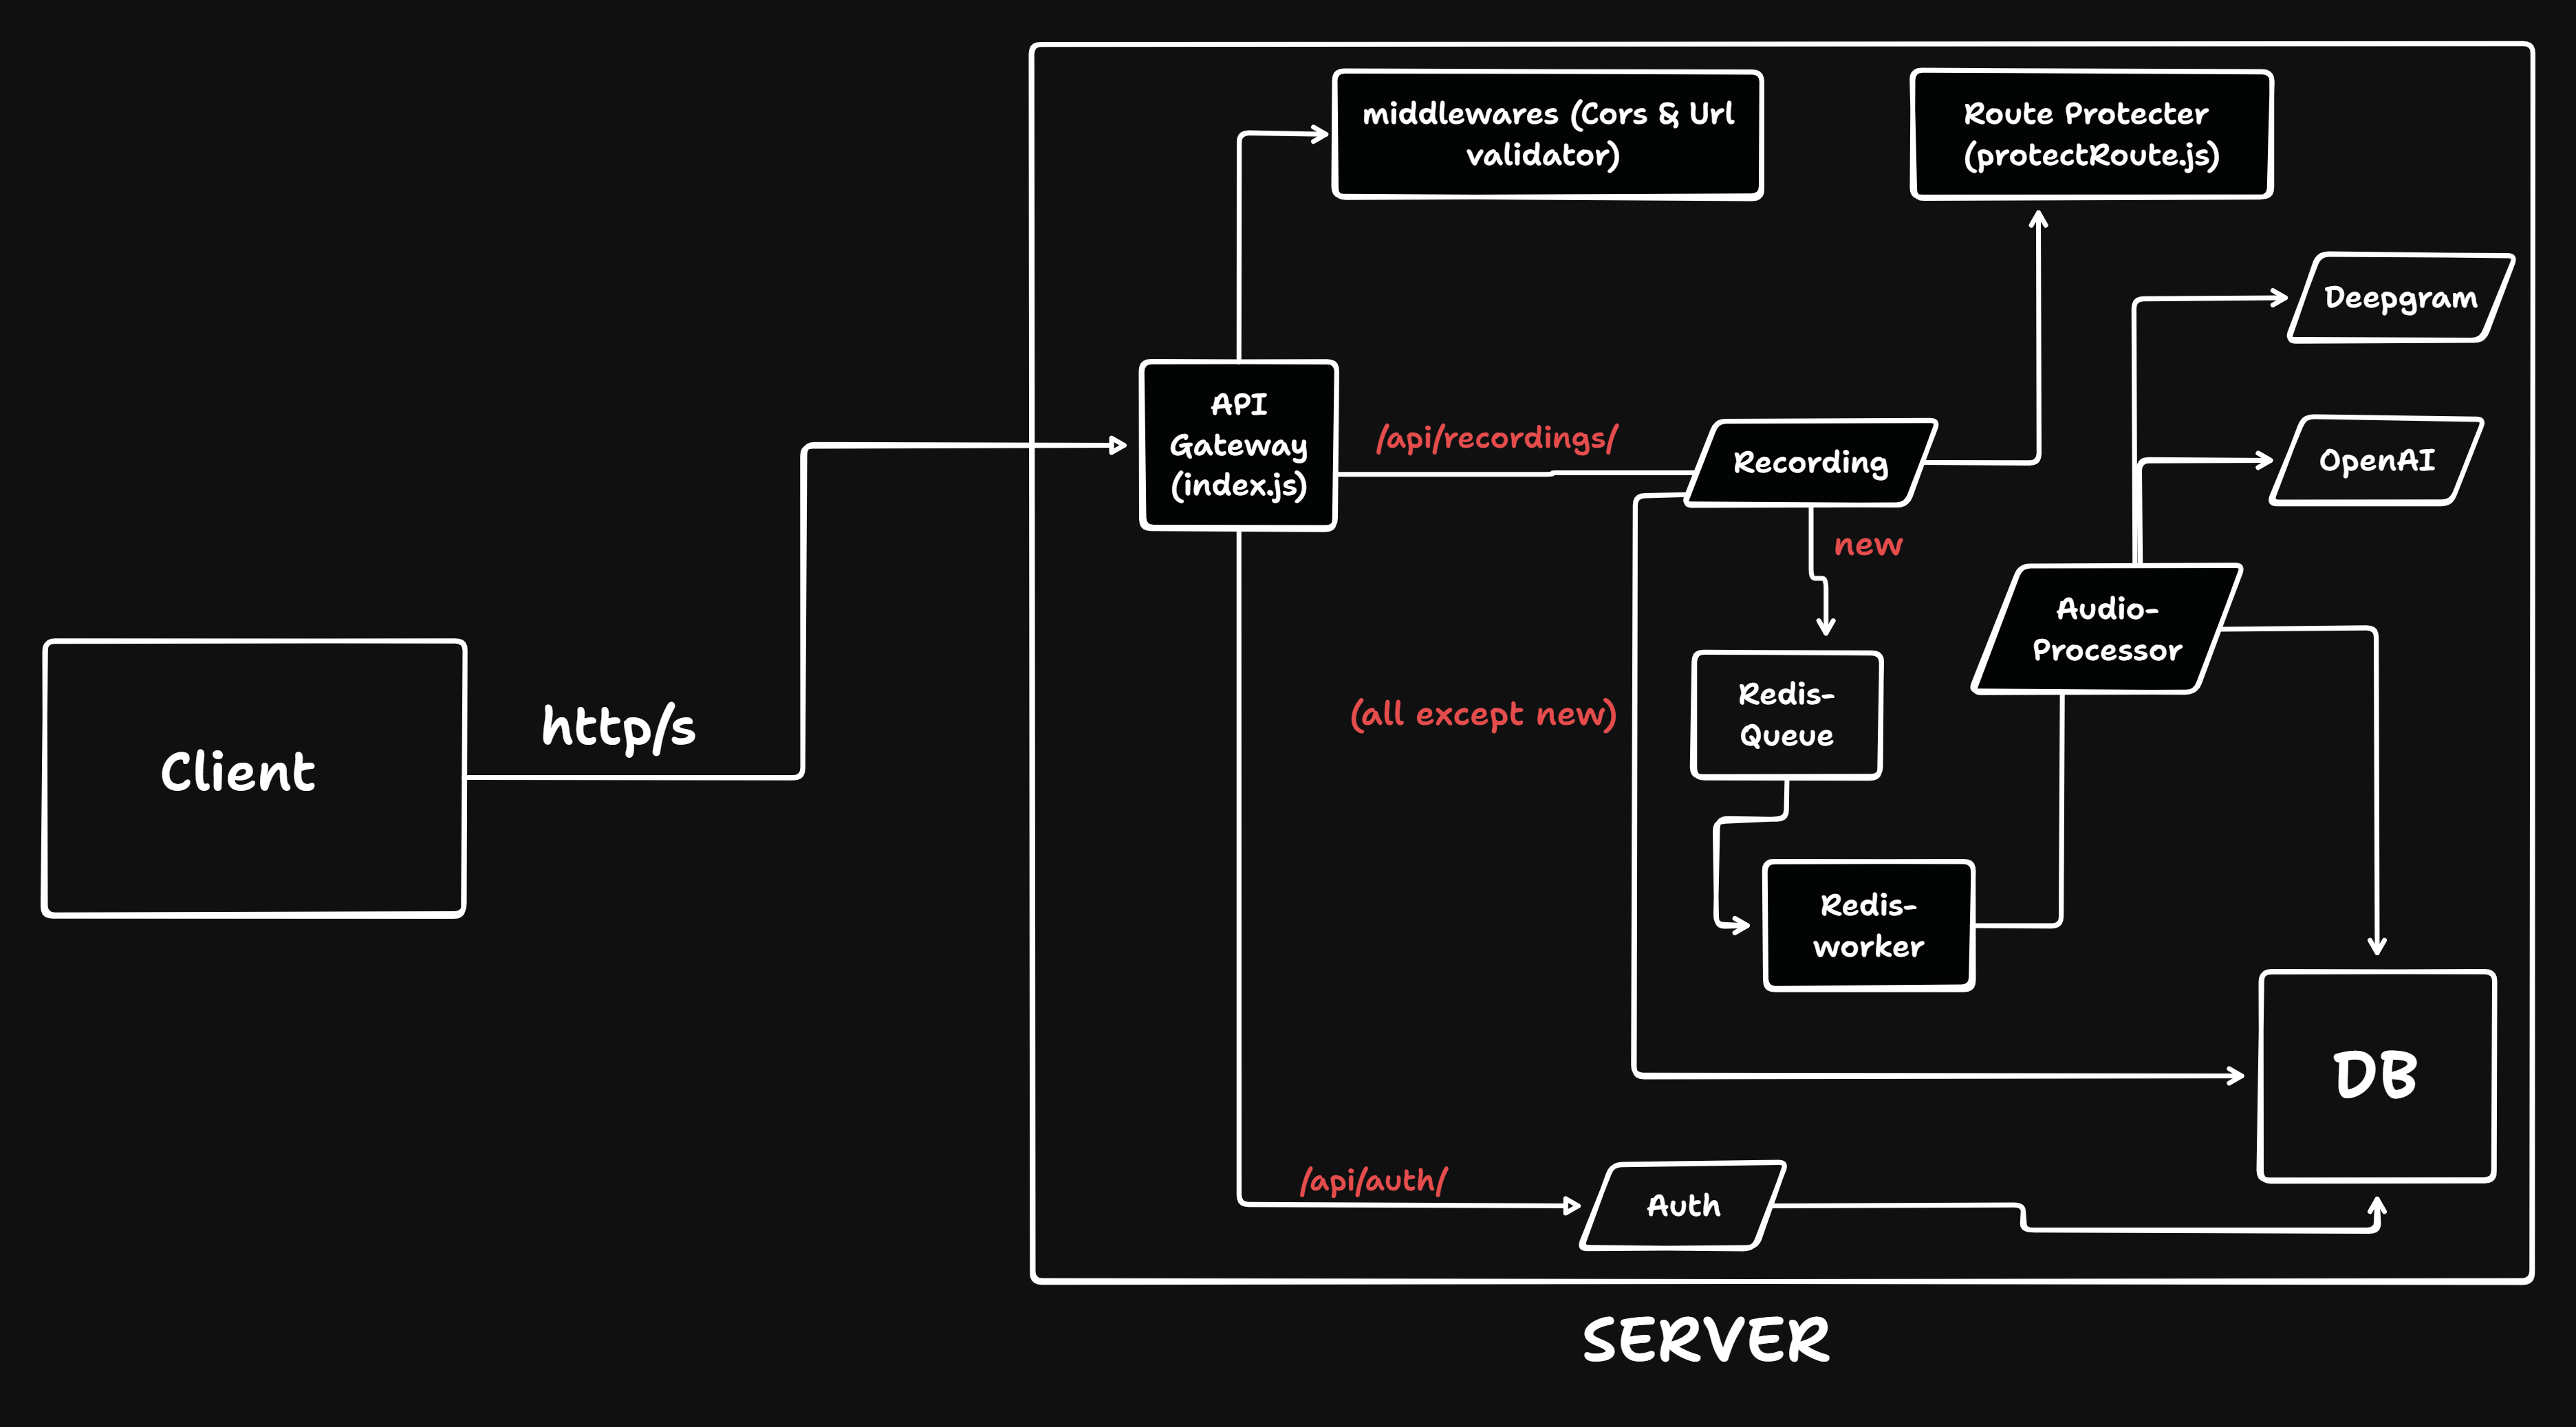 middlewares (Cors & Url
validator)
Route Protecter
(protectRoute.js)
Deepgram
API
Gateway
(index.js)
/api/recordings/
Recording
OpenAI
new
Audio-
Processor
Client
http/s
(all except new)
Redis-
Queue
Redis-
worker
DB
/api/auth/
Auth
SERVER